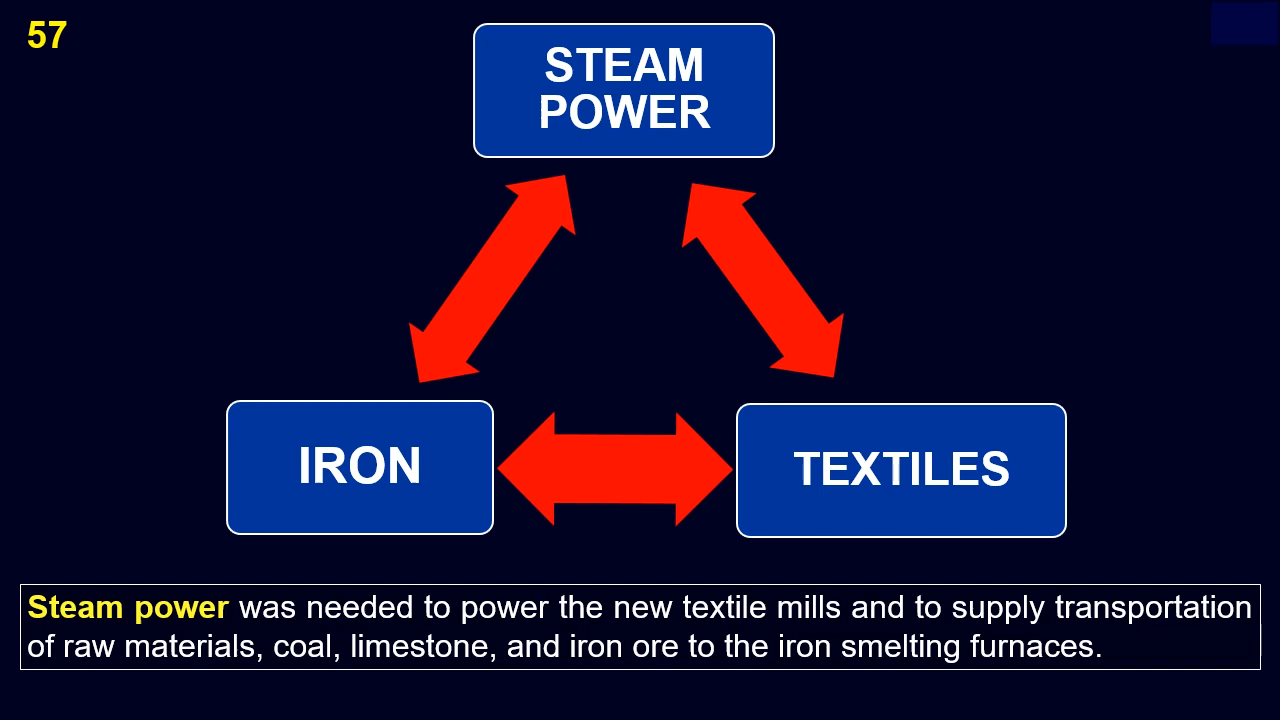 57
STEAM
POWER
IRON
TEXTILES
Steam power was needed to power the new textile mills and to supply transportation
of raw materials, coal, limestone, and iron ore to the iron smelting furnaces.